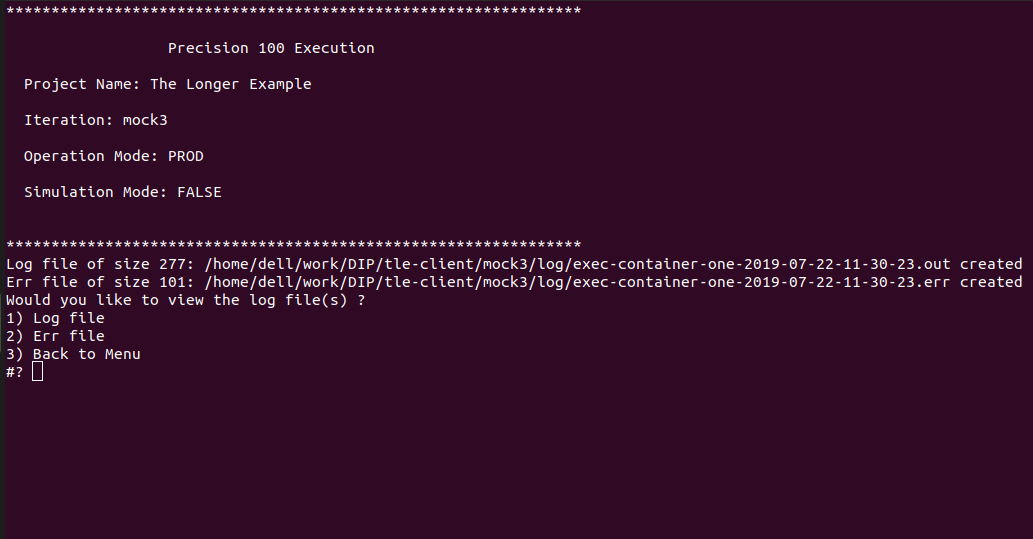 ****************************************************************
Precision 100 Execution
Project Name: The Longer Example
Iteration: mock3
Operation Mode: PROD
Simulation Mode: FALSE
****************************************************************
Log file of size 277: /home/dell/work/DIP/tle-client/mock3/log/exec-container-one-2019-07-22-11-30-23.out created
Err file of size 101: /home/dell/work/DIP/tle-client/mock3/log/exec-container-one-2019-07-22-11-30-23.err created
Would you like to view the log file(s) ?
1) Log file
2) Err file
3) Back to Menu
#?